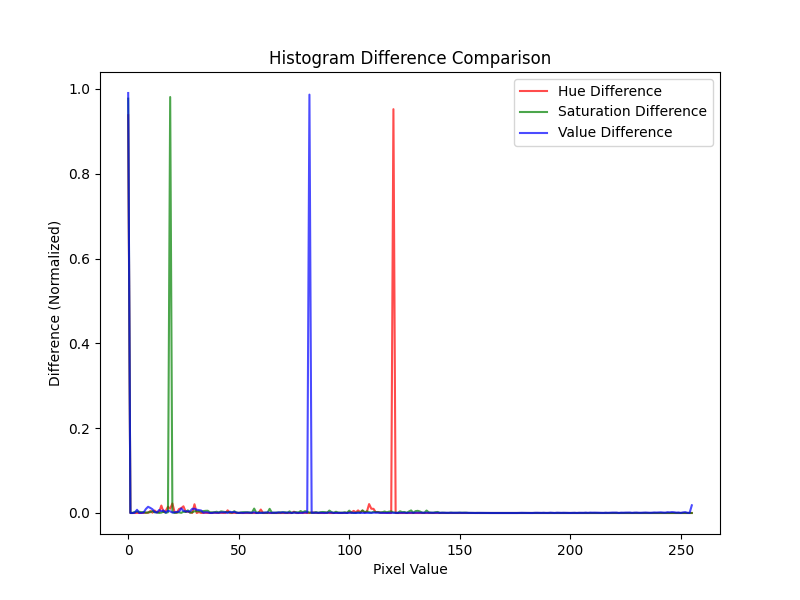 Histogram Difference Comparison
Hue Difference
Saturation Difference
Value Difference
Difference (Normalized)
1.0
0.8
0.6
0.4
0.2
0.0
0 50 100 150 200 250
Pixel Value